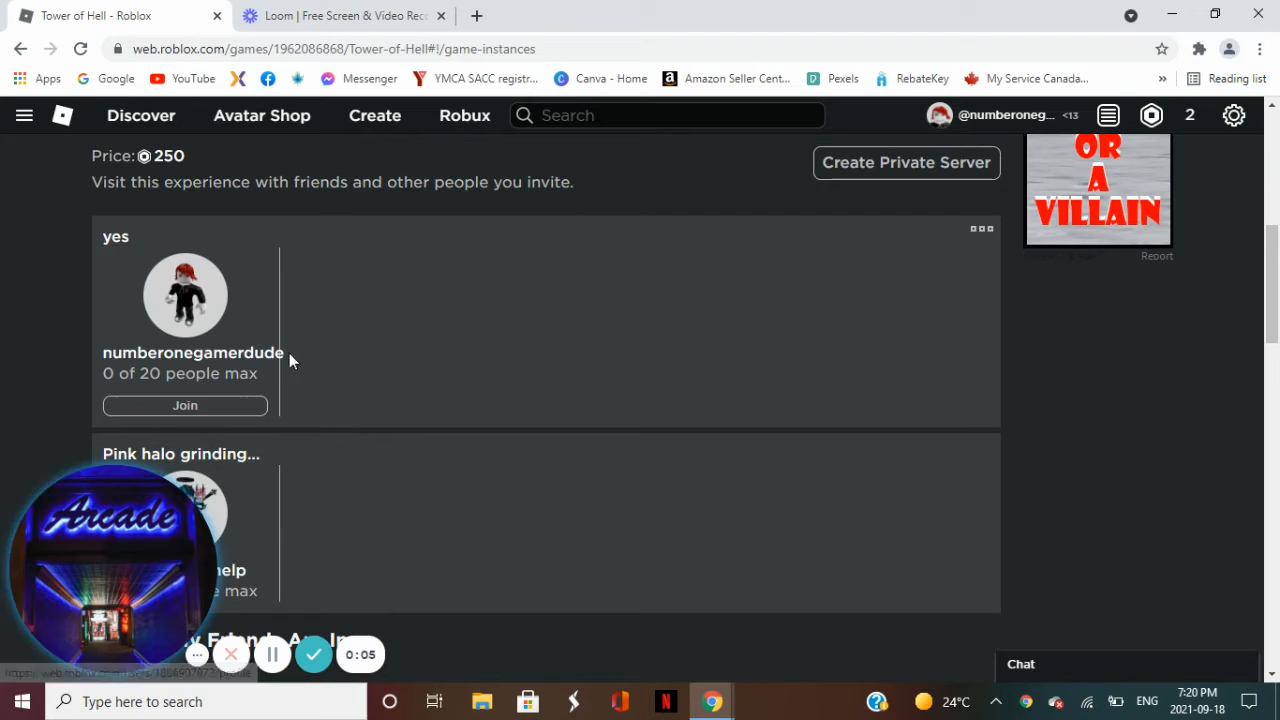 Tower of Hell - Roblox
Loom | Free Screen & Video Rec
web.roblox.com/games/1962086868/Tower-of-Hell#!/game-instances
Apps
Google
YouTube
Messenger
YMCA SACC registr...
Canva - Home
Amazon Seller Cent...
Pexels
RebateKey
My Service Canada...
»
Reading list
Discover
Avatar Shop
Create
Robux
Search
@numberoneg...
<13
2
Price: 250
Create Private Server
Visit this experience with friends and other people you invite.
OR
A
VILLAIN
Report
yes
numberonegamerdude
0 of 20 people max
Join
Pink halo grinding...
Arcade
help
max
0:05
Chat
Type here to search
24°C
ENG
7:20 PM
2021-09-18